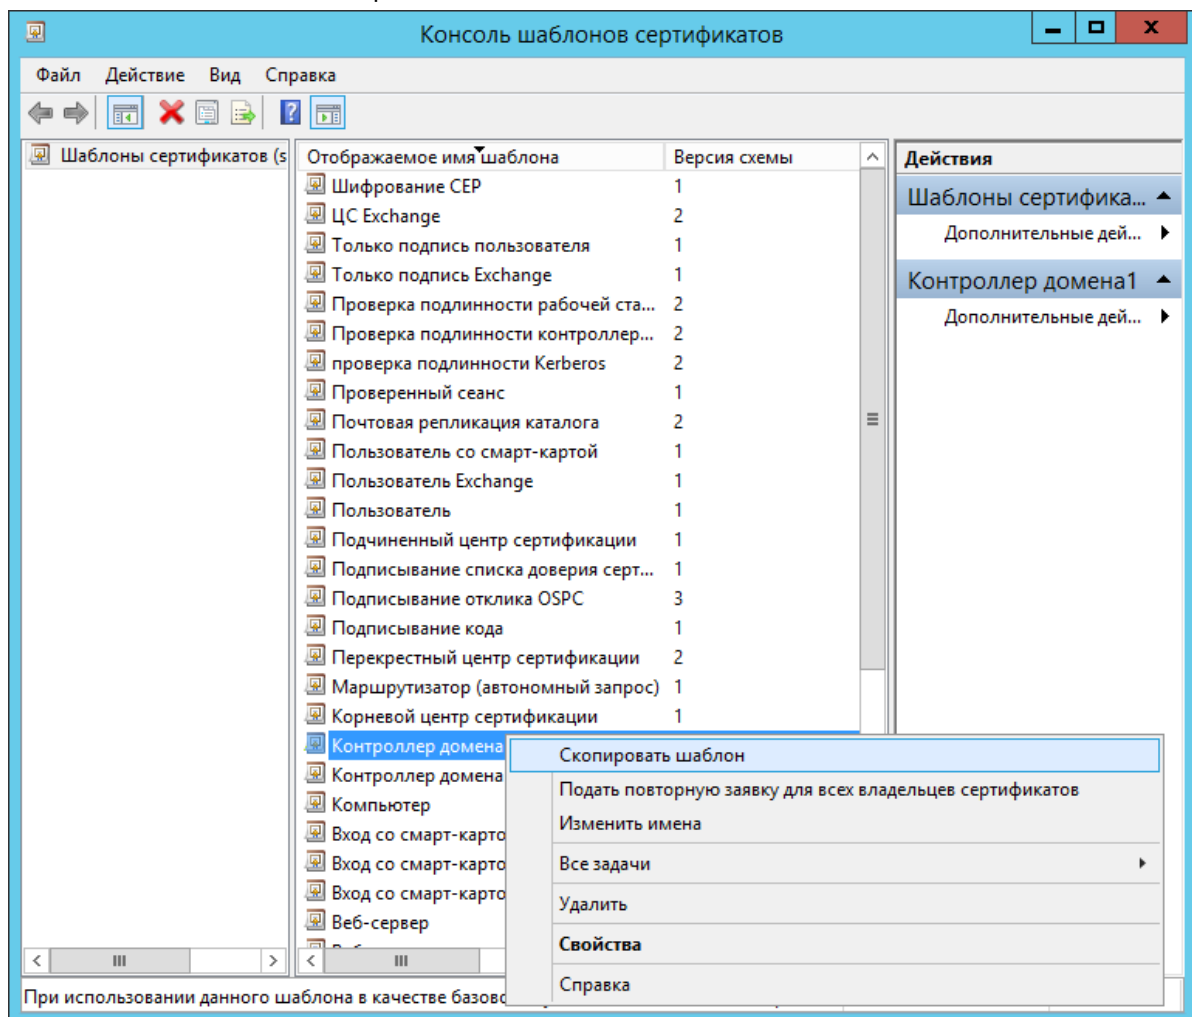 Консоль шаблонов сертификатов
Файл Действие Вид Справка
Шаблоны сертификатов (s
Отображаемое имя шаблона Версия схемы
Шифрование CEP 1
ЦС Exchange 2
Только подпись пользователя 1
Только подпись Exchange 1
Проверка подлинности рабочей ста... 2
Проверка подлинности контроллер... 2
проверка подлинности Kerberos 2
Проверенный сеанс 1
Почтовая репликация каталога 2
Пользователь со смарт-картой 1
Пользователь Exchange 1
Пользователь 1
Подчиненный центр сертификации 1
Подписывание списка доверия серт... 1
Подписывание отклика OSPC 3
Подписывание кода 1
Перекрестный центр сертификации 2
Маршрутизатор (автономный запрос) 1
Корневой центр сертификации 1
Контроллер домена
Контроллер домена
Компьютер
Вход со смарт-карто
Вход со смарт-карто
Вход со смарт-карто
Веб-сервер
Действия
Шаблоны сертифика...
Дополнительные дей...
Контроллер домена1
Дополнительные дей...
Скопировать шаблон
Подать повторную заявку для всех владельцев сертификатов
Изменить имена
Все задачи
Удалить
Свойства
Справка
При использовании данного шаблона в качестве базово